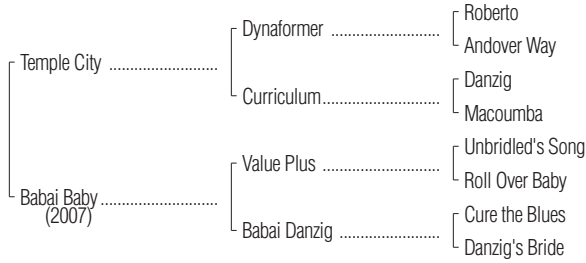 Roberto
Dynaformer ........................
Andover Way
Temple City ........................
Danzig
Curriculum..........................
Macoumba
Unbridled's Song
Value Plus ..........................
Roll Over Baby
Babai Baby ..........................
(2007)
Cure the Blues
Babai Danzig ......................
Danzig's Bride